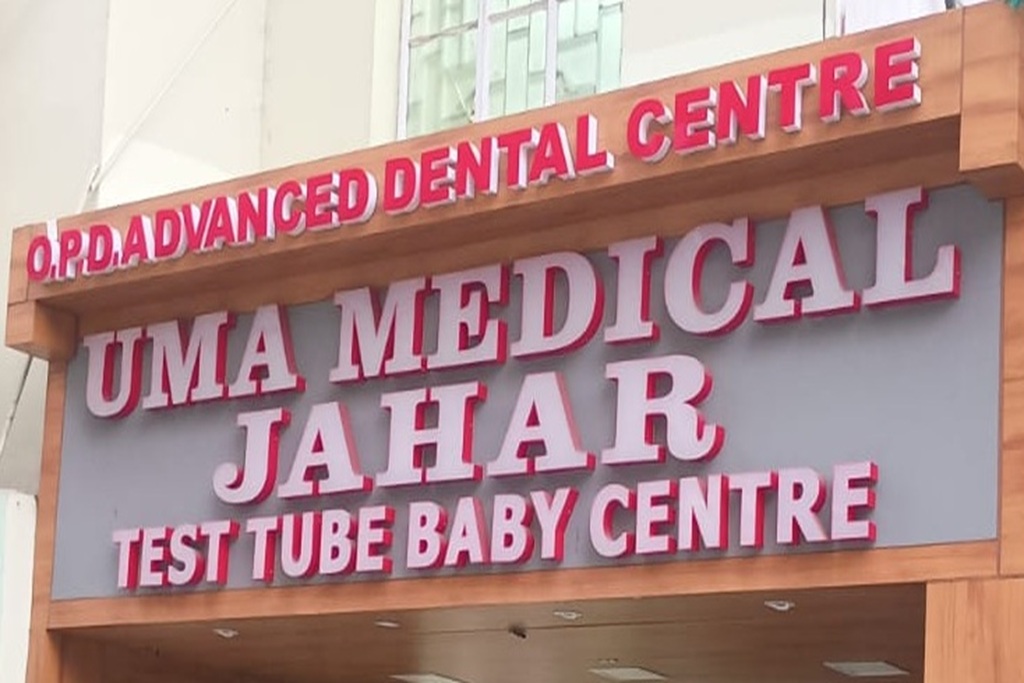 O.P.D.ADVANCED DENTAL CENTRE
UMA MEDICAL
JAHAR
TEST TUBE BABY CENTRE